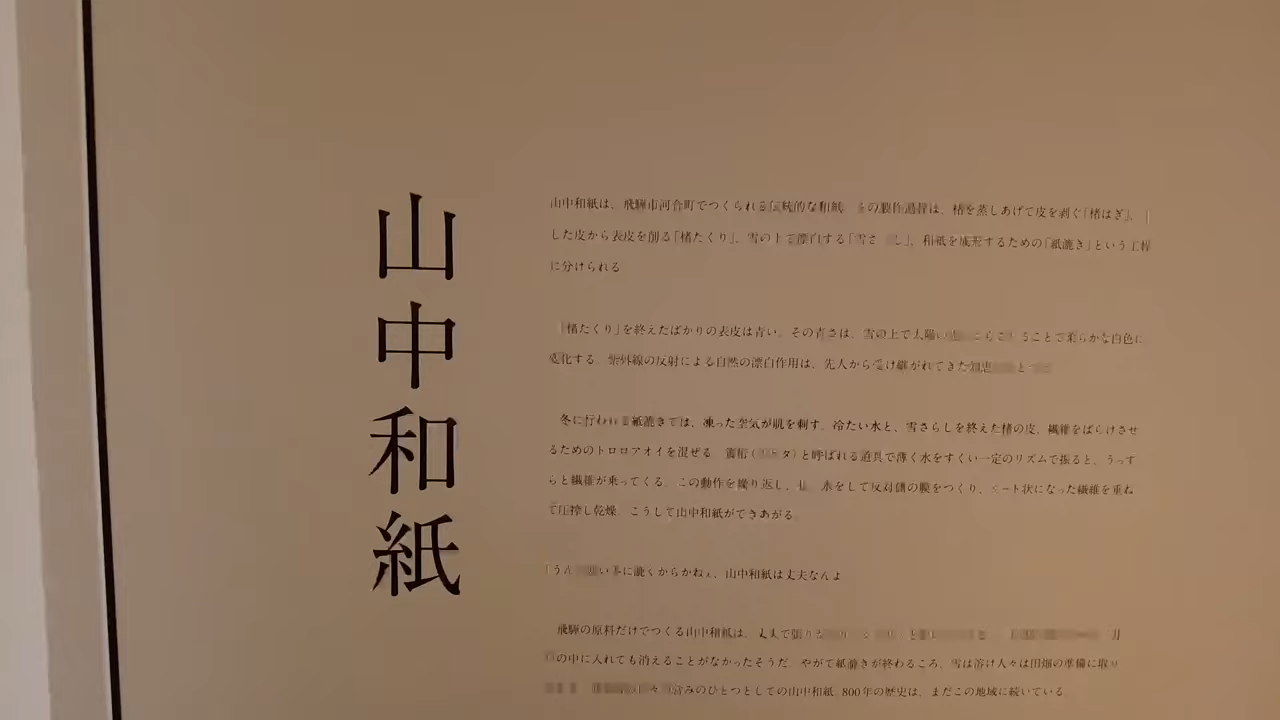 山中和紙
山中和紙は、飛騨市河合町でつくられる伝統的な和紙 その製作過程は、楮を蒸しあげて皮を剥ぐ「楮はぎ」、
した皮から表皮を削る「楮たくり」、雪の上で漂白する「雪さらし」、和紙を成形するための「紙漉き」という工程
に分けられる
「楮たくり」を終えたばかりの表皮は青い。その青さは、雪の上で太陽 ことで柔らかな白色に
変化する。紫外線の反射による自然の漂白作用は、先人から受け継がれてきた知恵
冬に行われる紙漉きでは、凍った空気が肌を刺す。冷たい水と、雪さらしを終えた楮の皮、繊維をばらけさせ
るためのトロロアオイを混ぜる。 と呼ばれる道具で薄く水をすくい一定のリズムで振ると、うっす
らと繊維が乗ってくる。この動作を繰り返し、 水をして反対側の膜をつくり、シート状になった繊維を重ね
て圧搾し乾燥。こうして山中和紙ができあがる。
に漉くからかねぇ、山中和紙は丈夫なんよ
飛騨の原料だけでつくる山中和紙は、丈夫で張り
の中に入れても消えることがなかったそうだ。やがて紙漉きが終わるころ、雪は溶け人々は田畑の準備に取り
営みのひとつとしての山中和紙。800年の歴史は、まだこの地域に続いている。